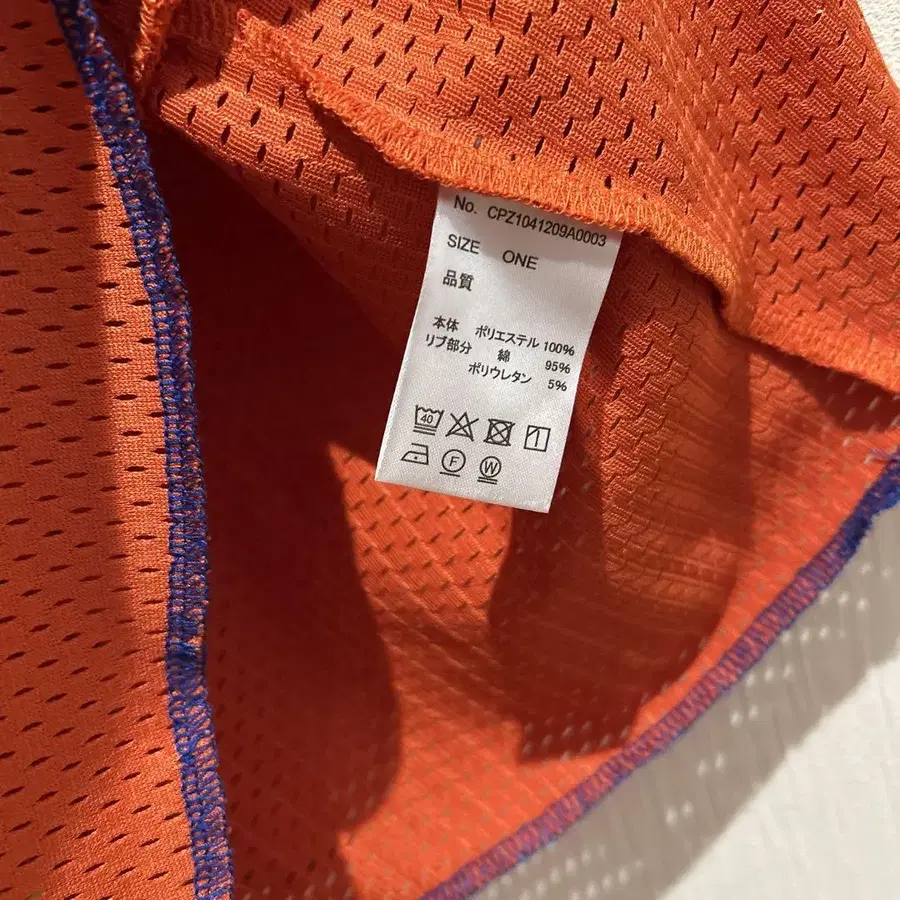 No. CPZ1041209A0003
SIZE ONE
品質
本体 ポリエステル 100%
リブ部分 綿 95%
ポリウレタン 5%
40
F W